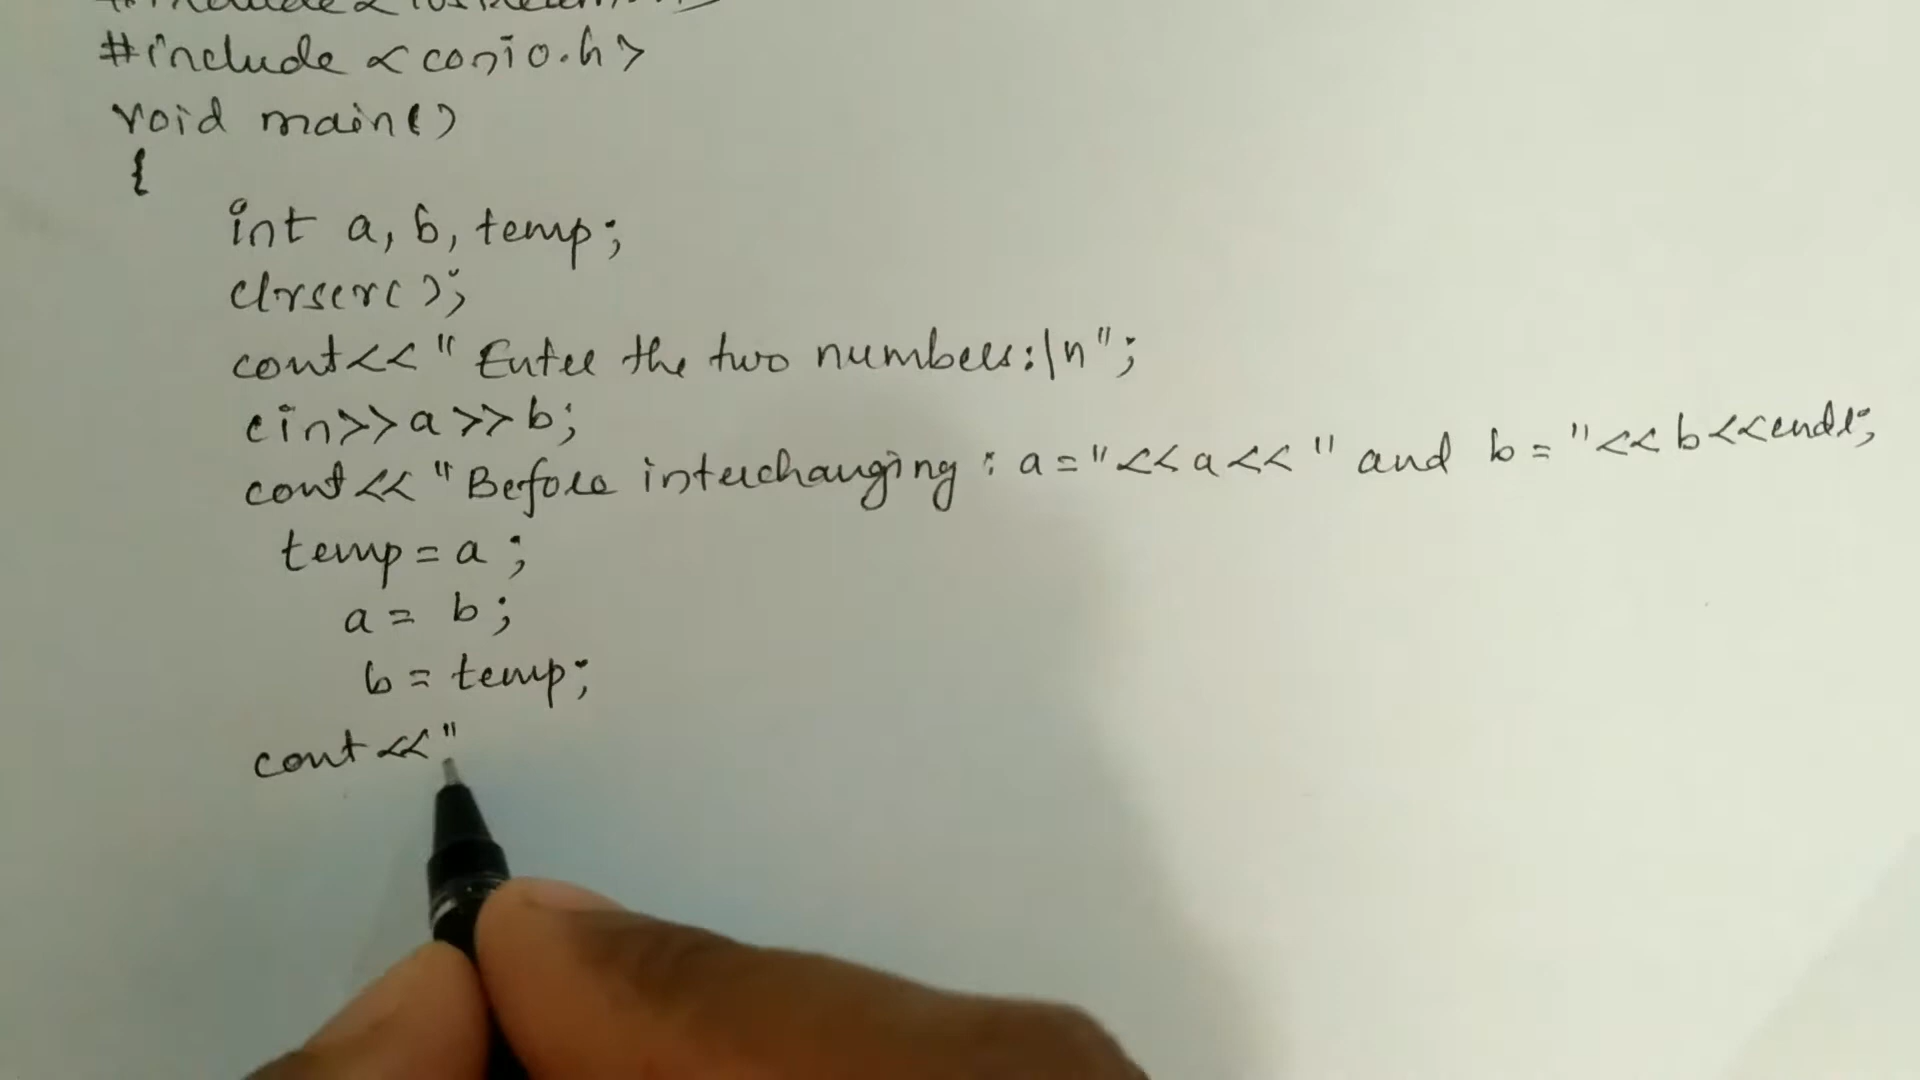 #include <conio.h>
void main()
{
int a, b, temp;
clrscr();
cout<<" Enter the two numbers:\n";
cin>>a>>b;
cout<<"Before interchanging : a="<<a<<" and b="<<b<<endl;
temp=a ;
a= b ;
b = temp;
cout<<"